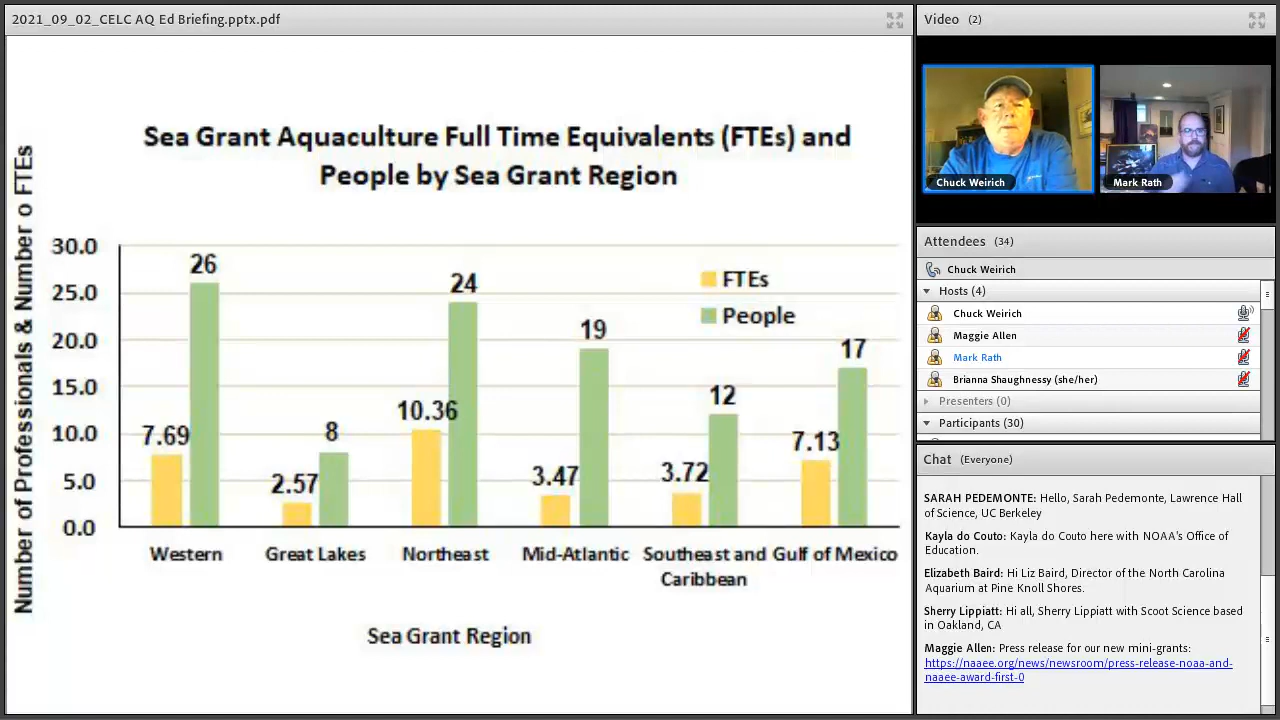 2021_09_02_CELC AQ Ed Briefing.pptx.pdf
Sea Grant Aquaculture Full Time Equivalents (FTEs) and
People by Sea Grant Region
Number of Professionals & Number o FTEs
30.0
25.0
20.0
15.0
10.0
5.0
0.0
FTEs
People
7.69
26
2.57
8
10.36
24
3.47
19
3.72
12
7.13
17
Western
Great Lakes
Northeast
Mid-Atlantic
Southeast and
Caribbean
Gulf of Mexico
Sea Grant Region
Video (2)
Chuck Weirich
Mark Rath
Attendees (34)
Chuck Weirich
Hosts (4)
Chuck Weirich
Maggie Allen
Mark Rath
Brianna Shaughnessy (she/her)
Presenters (0)
Participants (30)
Chat (Everyone)
SARAH PEDEMONTE: Hello, Sarah Pedemonte, Lawrence Hall
of Science, UC Berkeley
Kayla do Couto: Kayla do Couto here with NOAA's Office of
Education.
Elizabeth Baird: Hi Liz Baird, Director of the North Carolina
Aquarium at Pine Knoll Shores.
Sherry Lippiatt: Hi all, Sherry Lippiatt with Scoot Science based
in Oakland, CA
Maggie Allen: Press release for our new mini-grants:
https://naaee.org/news/newsroom/press-release-noaa-and-
naaee-award-first-0